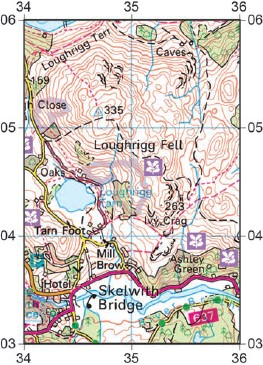 34
35
36
06
06
Loughrigg Terr
Caves
159
Close
335
05
05
Loughrigg Fell
Oaks
Loughrigg
Tarn
263
Ivy Crag
04
04
Tarn Foot
Mill
Brow
Ashley
Green
Hotel
Skelwith
Bridge
637
03
03
34
35
36